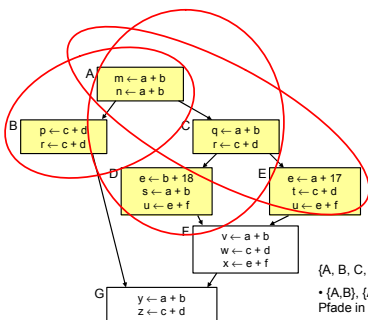 A
m ← a + b
n ← a + b
B
p ← c + d
r ← c + d
C
q ← a + b
r ← c + d
D
e ← b + 18
s ← a + b
u ← e + f
E
e ← a + 17
t ← c + d
u ← e + f
F
v ← a + b
w ← c + d
x ← e + f
G
y ← a + b
z ← c + d
{A, B, C,
• {A,B}, {A
Pfade in